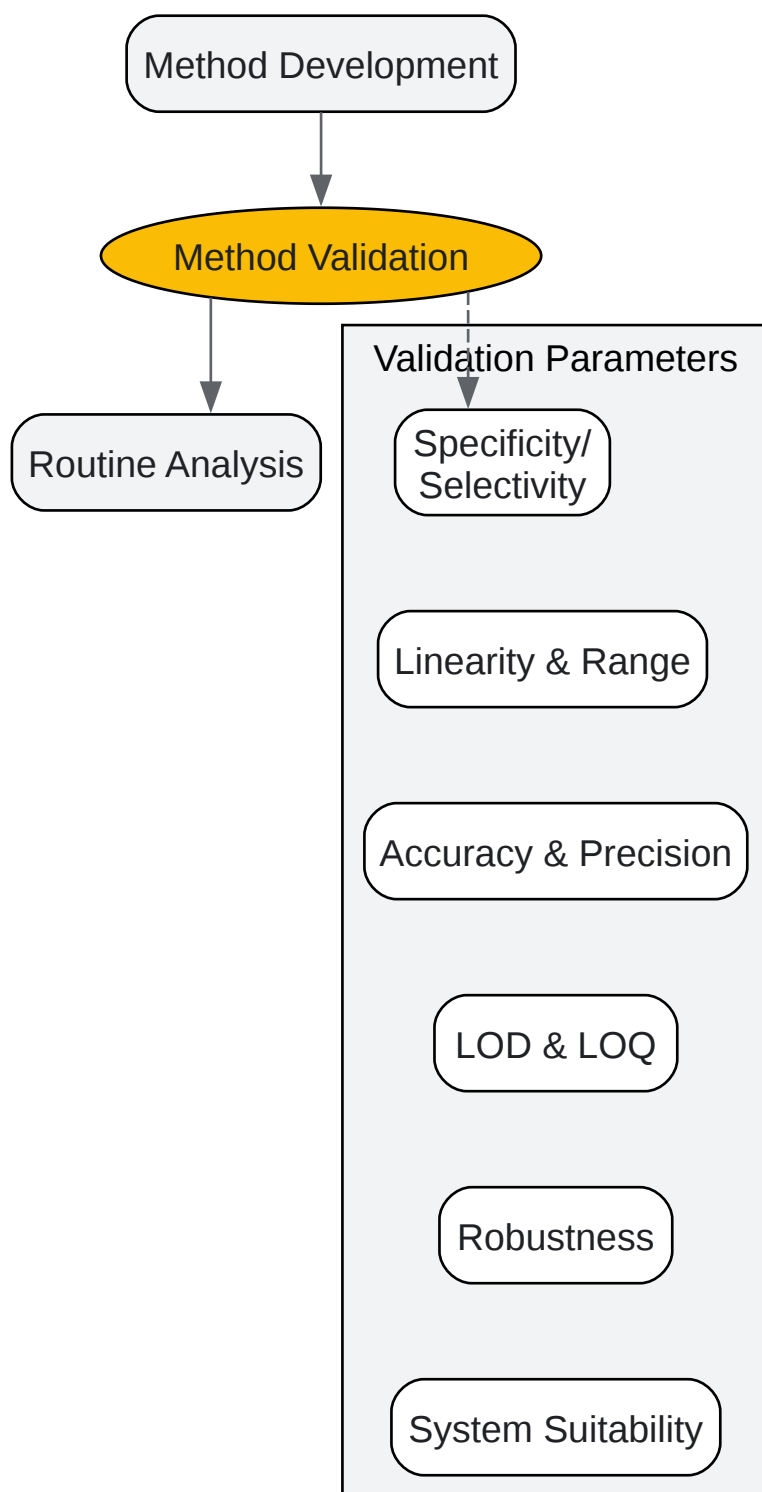 Method Development
Method Validation
Validation Parameters
Routine Analysis
Specificity/
Selectivity
Linearity & Range
Accuracy & Precision
LOD & LOQ
Robustness
System Suitability